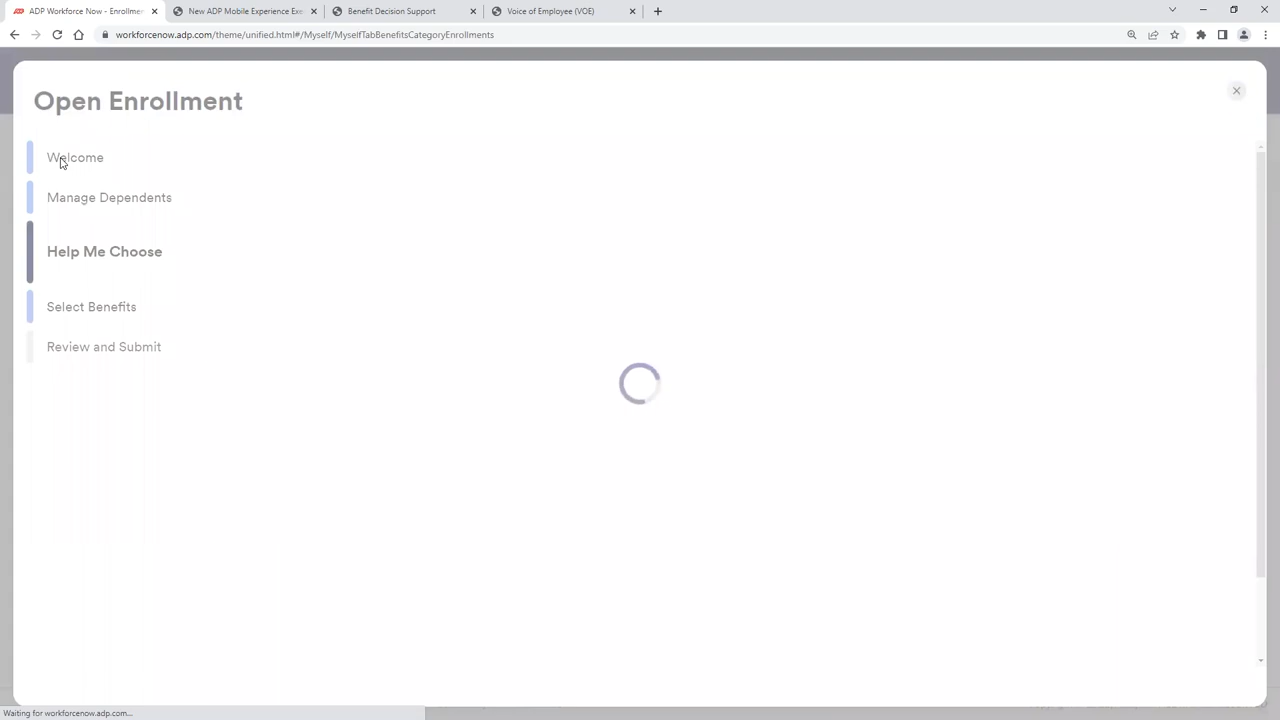 ADP Workforce Now - Enrollmer
New ADP Mobile Experience Exe
Benefit Decision Support
Voice of Employee (VOE)
workforcenow.adp.com/theme/unified.html#/Myself/MyselfTabBenefitsCategoryEnrollments
Open Enrollment
Welcome
Manage Dependents
Help Me Choose
Select Benefits
Review and Submit
Waiting for workforcenow.adp.com...